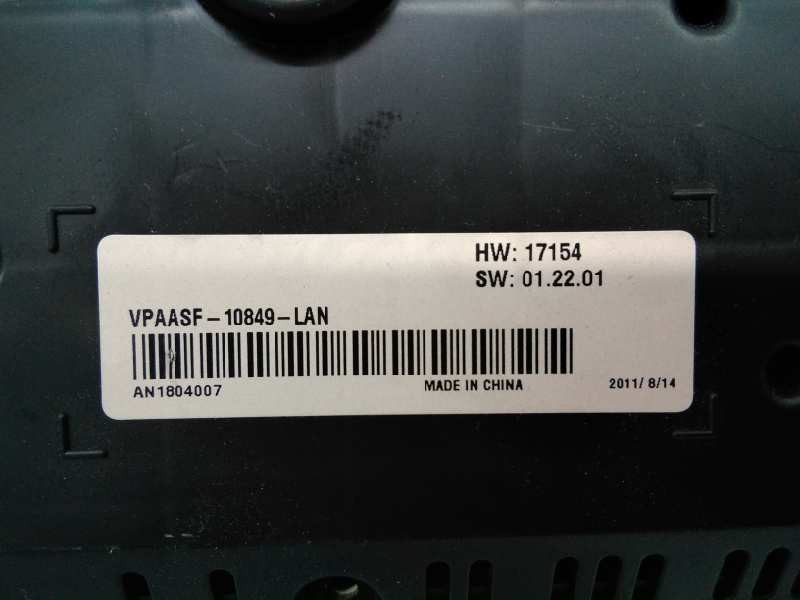 HW: 17154
SW: 01.22.01
VPAASF-10849-LAN
AN1804007
MADE IN CHINA
2011/ 8/14